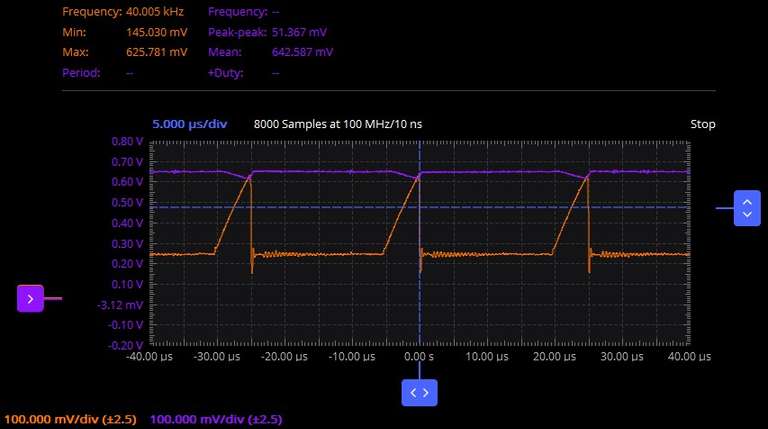 Frequency: 40.005 kHz Frequency: --
Min: 145.030 mV Peak-peak: 51.367 mV
Max: 625.781 mV Mean: 642.587 mV
Period: -- +Duty: --
5.000 µs/div 8000 Samples at 100 MHz/10 ns Stop
0.80 V
0.70 V
0.60 V
0.50 V
0.40 V
0.30 V
0.20 V
0.10 V
-3.12 mV
-0.10 V
-0.20 V
-40.00 µs -30.00 µs -20.00 µs -10.00 µs 0.00 s 10.00 µs 20.00 µs 30.00 µs 40.00 µs
100.000 mV/div (±2.5) 100.000 mV/div (±2.5)